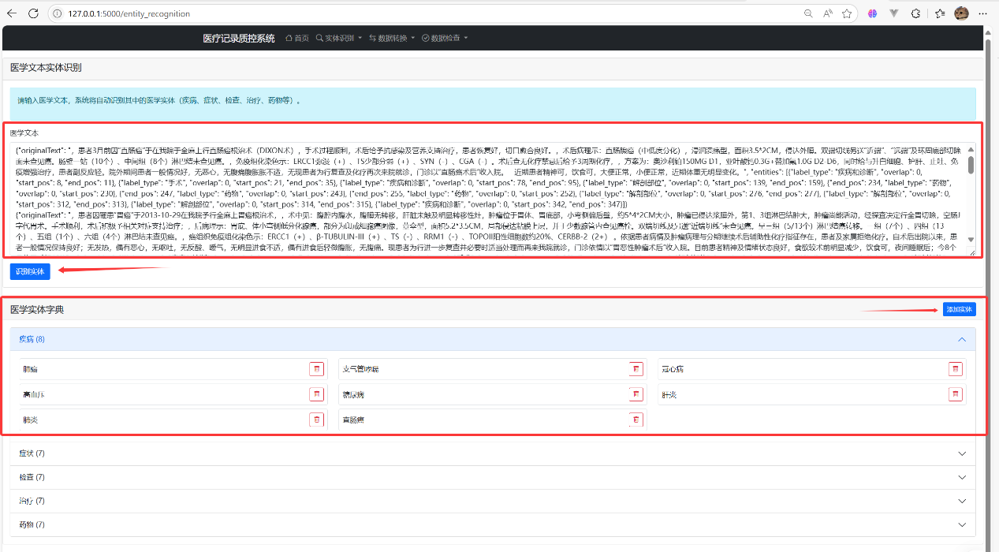 127.0.0.1:5000/entity_recognition
医疗记录质控系统 首页 实体识别 数据转换 数据检查
医学文本实体识别
请输入医学文本，系统将自动识别其中的医学实体（疾病、症状、检查、治疗、药物等）。
医学文本
{"originalText": "，患者3月前因“直肠癌”于在我院于全麻上行直肠癌根治术（DIXON术），手术过程顺利，术后给予抗感染及营养支持治疗，患者恢复好，切口愈合良好。，术后病理示：直肠腺癌（中低度分化），浸润溃疡型，面积3.5*2CM，侵达外膜。双端切线另送“近端”、“远端”及环周底部切除
面未查见癌。肠壁一站（10个）、中间组（8个）淋巴结未查见癌。，免疫组化染色示：ERCC1弥漫（+）、TS少部分弱（+）、SYN（-）、CGA（-）。术后查无化疗禁忌后给予3周期化疗，，方案为：奥沙利铂150MG D1，亚叶酸钙0.3G+替加氟1.0G D2-D6，同时给与升白细胞、护肝、止吐、免
疫增强治疗，患者副反应轻。院外期间患者一般情况好，无恶心，无腹痛腹胀胀不适，无现患者为行复查及化疗再次来院就诊，门诊以“直肠癌术后”收入院。 近期患者精神可，饮食可，大便正常，小便正常，近期体重无明显变化。", "entities": [{"label_type": "疾病和诊断", "overlap": 0,
"start_pos": 8, "end_pos": 11}, {"label_type": "手术", "overlap": 0, "start_pos": 21, "end_pos": 35}, {"label_type": "疾病和诊断", "overlap": 0, "start_pos": 78, "end_pos": 95}, {"label_type": "解剖部位", "overlap": 0, "start_pos": 139, "end_pos": 159}, {"end_pos": 234, "label_type": "药物",
"overlap": 0, "start_pos": 230}, {"end_pos": 247, "label_type": "药物", "overlap": 0, "start_pos": 243}, {"end_pos": 255, "label_type": "药物", "overlap": 0, "start_pos": 252}, {"label_type": "解剖部位", "overlap": 0, "start_pos": 276, "end_pos": 277}, {"label_type": "解剖部位", "overlap": 0,
"start_pos": 312, "end_pos": 313}, {"label_type": "解剖部位", "overlap": 0, "start_pos": 314, "end_pos": 315}, {"label_type": "疾病和诊断", "overlap": 0, "start_pos": 342, "end_pos": 347}]}
{"originalText": "，患者因罹患“胃癌”于2013-10-29在我院予行全麻上胃癌根治术，，术中见：腹腔内腹水，腹膜无转移，肝脏未触及明显转移性灶，肿瘤位于胃体、胃底部，小弯侧偏后壁，约5*4*2CM大小，肿瘤已侵达浆膜外，第1、3组淋巴结肿大，肿瘤尚能活动，经探查决定行全胃切除，空肠J
字代胃术。手术顺利，术后积极予相关对症支持治疗；，后病理示：胃底、体小弯侧低分化腺癌，部分为印戒细胞癌图像，蕈伞型，面积5.2*3.5CM，局部侵达粘膜上层，并于少数腺管内查见癌栓。双端切线及另送“近端切线”未查见癌。呈三组（5/13个）淋巴结癌转移。一组（7个）、四组（13
个）、五组（1个）、六组（4个）淋巴结未查见癌。，癌组织免疫组化染色示：ERCC1（+）、β-TUBULIN-III（+）、TS（-）、RRM1（-）、TOPOII阳性细胞数约20%、CERBB-2（2+）。依据患者病情及肿瘤病理与分期继续术后辅助性化疗指征存在，患者及家属拒绝化疗。自术后出院以来，患
者一般情况保持良好；无发热，偶有恶心，无呕吐，无反酸、嗳气，无明显进食不适，偶有进食后轻微腹胀，无腹痛。现患者为行进一步复查并必要时适当处理而再来我院就诊，门诊依情以“胃恶性肿瘤术后”收入院。目前患者精神及情绪状态良好，食欲较术前明显减少，饮食可，夜间睡眠后；今8个
识别实体
医学实体字典
添加实体
疾病 (8)
肺癌 支气管哮喘 冠心病
高血压 糖尿病 肝炎
肺炎 直肠癌
症状 (7)
检查 (7)
治疗 (7)
药物 (7)